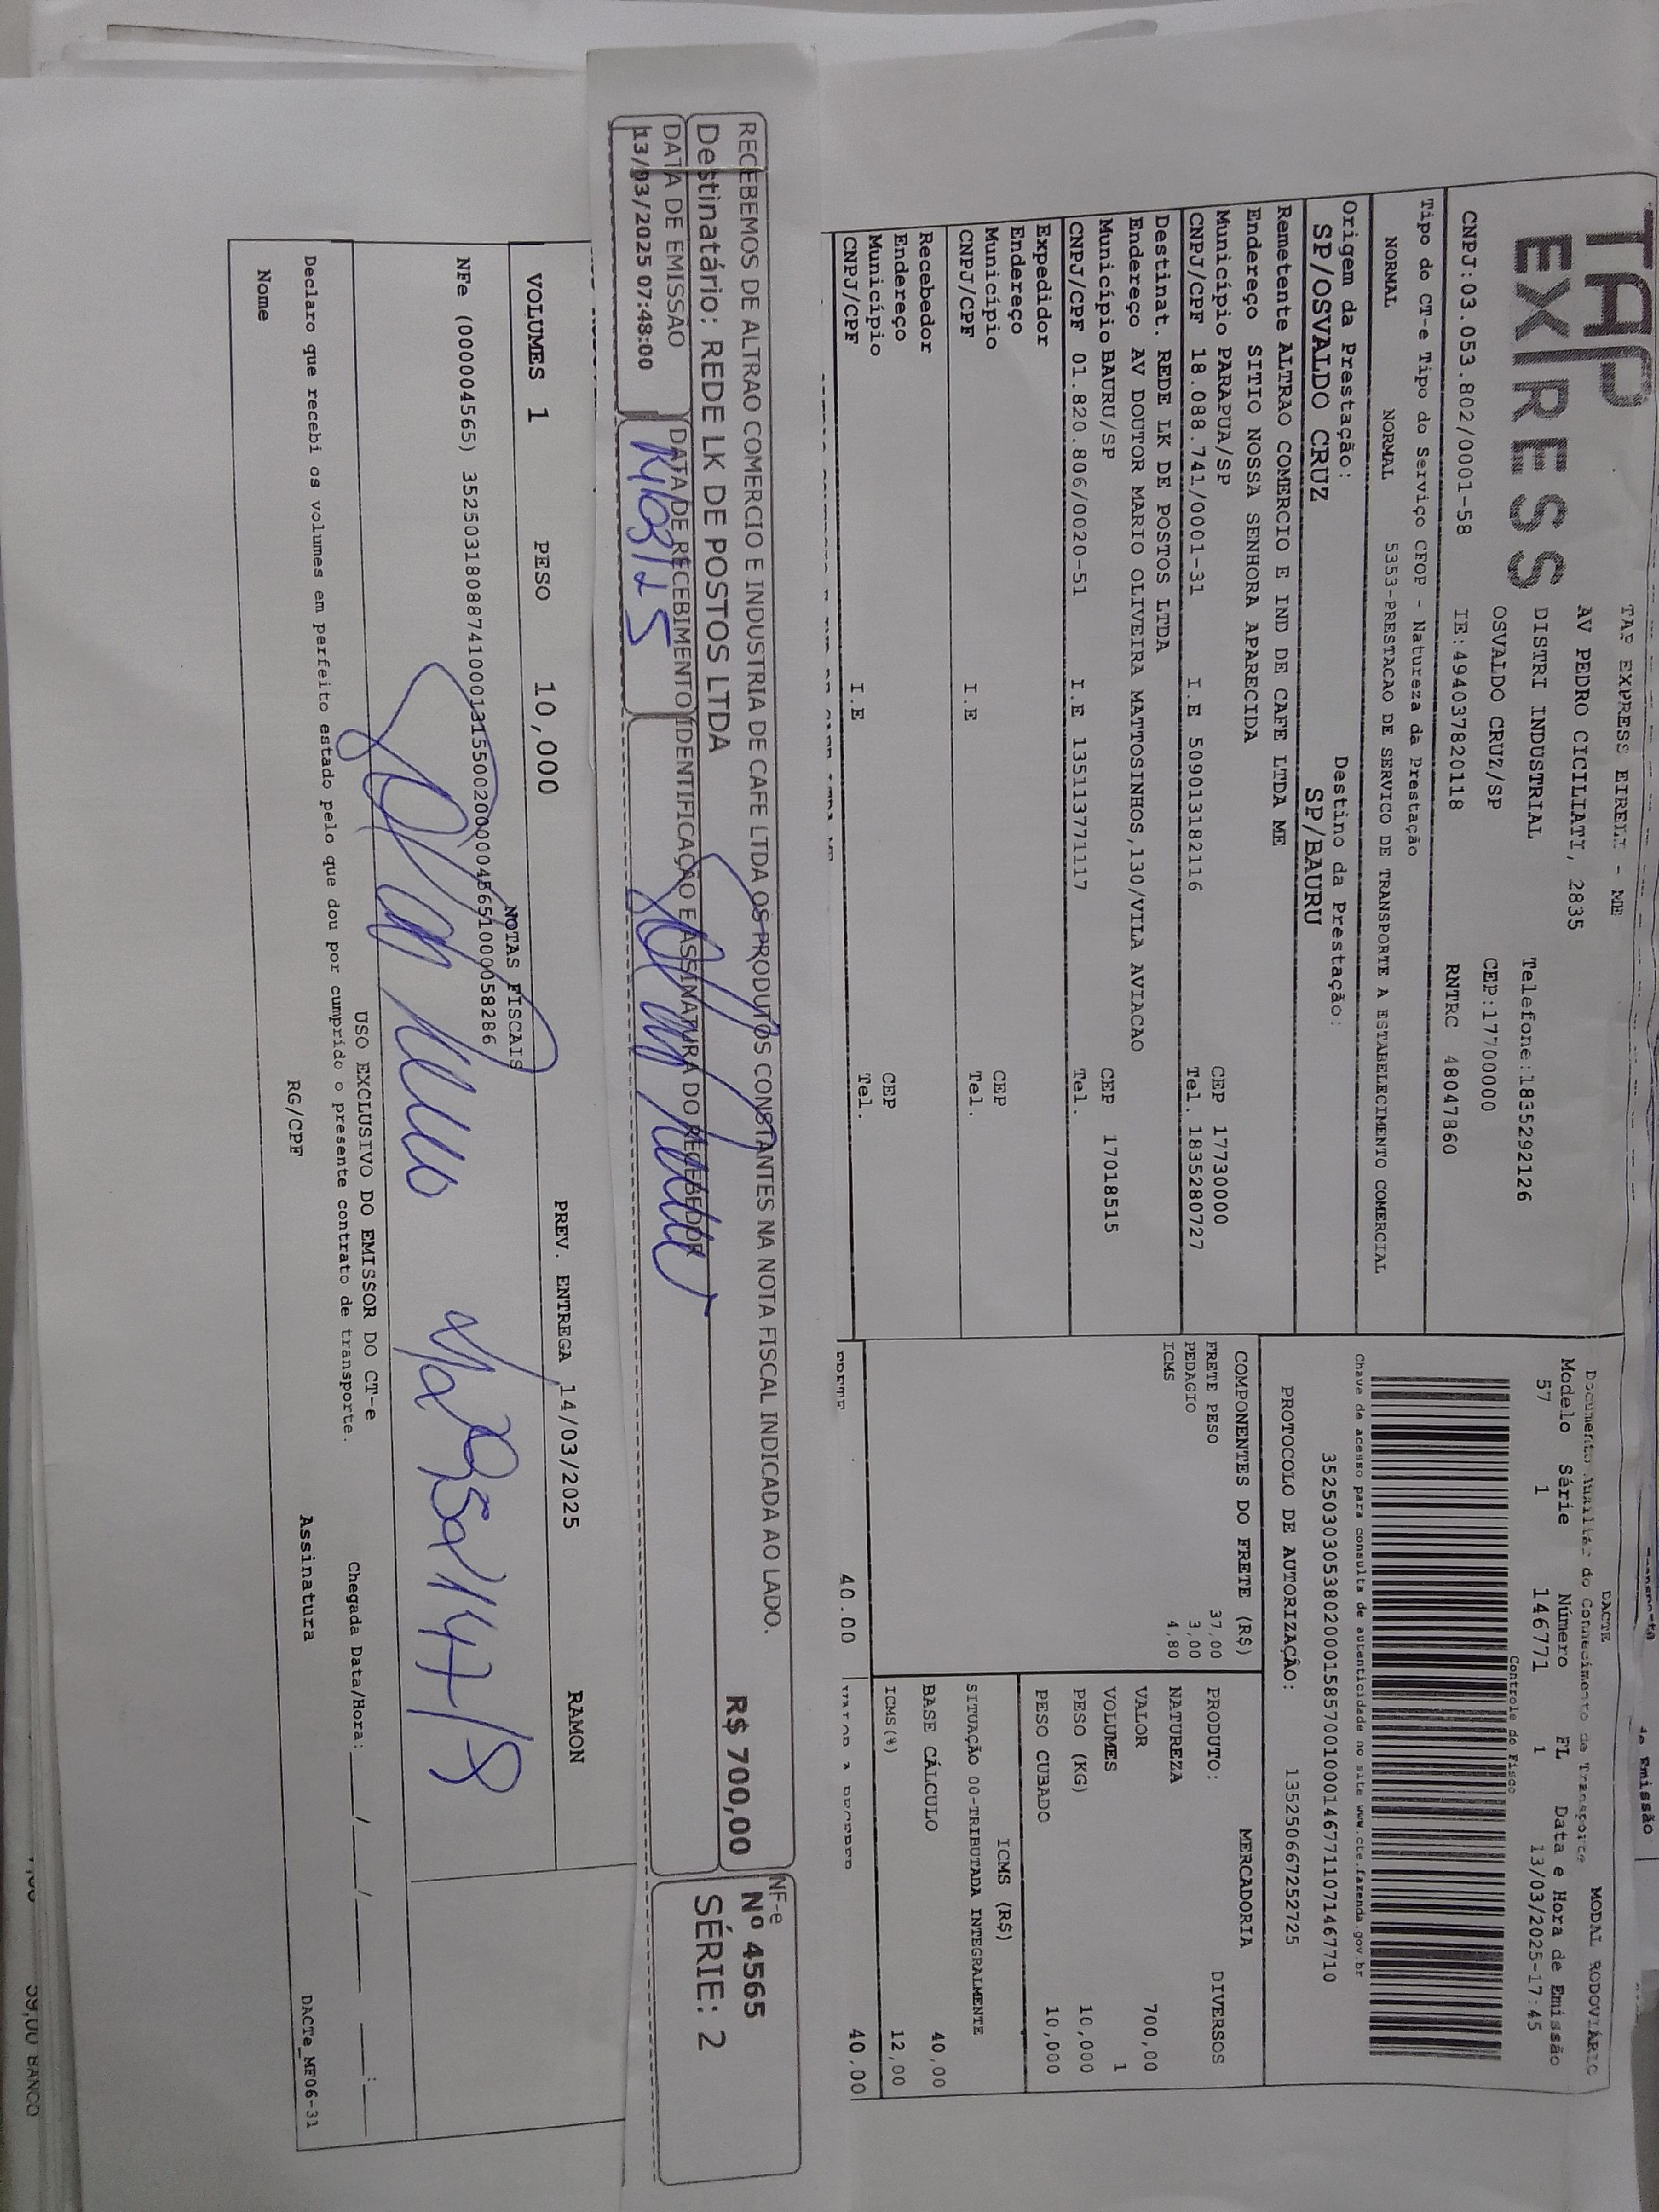 TAP EXPRESS
TAP EXPRESS EIRELI - ME
AV PEDRO CICILIATI, 2835
DISTRI INDUSTRIAL Telefone:1835292126
OSVALDO CRUZ/SP CEP:17700000
CNPJ:03.053.802/0001-58 IE:494037820118 RNTRC 48047860
Tipo do CT-e Tipo do Serviço CFOP - Natureza da Prestação
NORMAL NORMAL 5353-PRESTACAO DE SERVICO DE TRANSPORTE A ESTABELECIMENTO COMERCIAL
Origem da Prestação: Destino da Prestação:
SP/OSVALDO CRUZ SP/BAURU
Remetente ALTRAO COMERCIO E IND DE CAFE LTDA ME
Endereço SITIO NOSSA SENHORA APARECIDA
Município PARAPUA/SP CEP 17730000
CNPJ/CPF 18.088.741/0001-31 I.E 509013182116 Tel. 1835280727
Destinat. REDE LK DE POSTOS LTDA
Endereço AV DOUTOR MARIO OLIVEIRA MATTOSINHOS,130/VILA AVIACAO
Município BAURU/SP CEP 17018515
CNPJ/CPF 01.820.806/0020-51 I.E 135113771117 Tel.
Expedidor
Endereço
Município CEP
CNPJ/CPF I.E Tel.
Recebedor
Endereço
Município CEP
CNPJ/CPF I.E Tel.
de Emissão
DACTE MODAL RODOVIÁRIO
Documento Auxiliar do Conhecimento de Transporte
Modelo Série Número FL Data e Hora de Emissão
57 1 146771 1 13/03/2025-17:45
Controle do Fisco
Chave de acesso para consulta de autenticidade no site www.cte.fazenda.gov.br
35250303053802000158570010001467711071467710
PROTOCOLO DE AUTORIZAÇÃO: 135250667252725
COMPONENTES DO FRETE (R$)
FRETE PESO 37,00
PEDAGIO 3,00
ICMS 4,80
MERCADORIA
PRODUTO: DIVERSOS
NATUREZA
VALOR 700,00
VOLUMES 1
PESO (KG) 10,000
PESO CUBADO 10,000
ICMS (R$)
SITUAÇÃO 00-TRIBUTADA INTEGRALMENTE
BASE CÁLCULO 40,00
ICMS(%) 12,00
40.00
40,00
RECEBEMOS DE ALTRAO COMERCIO E INDUSTRIA DE CAFE LTDA OS PRODUTOS CONSTANTES NA NOTA FISCAL INDICADA AO LADO.
Destinatário: REDE LK DE POSTOS LTDA R$ 700,00
DATA DE EMISSÃO DATA DE RECEBIMENTO IDENTIFICAÇÃO E ASSINATURA DO RECEBEDOR
13/03/2025 07:48:00
NF-e
Nº 4565
SÉRIE: 2
VOLUMES 1 PESO 10,000 PREV. ENTREGA 14/03/2025 RAMON
NOTAS FISCAIS
NFe (000004565) 35250318088741000131550020000045651000058286
USO EXCLUSIVO DO EMISSOR DO CT-e
Declaro que recebi os volumes em perfeito estado pelo que dou por cumprido o presente contrato de transporte. Chegada Data/Hora: ___/___/_____ ___:___
Nome RG/CPF Assinatura
DACTe_MF06-31
59,00 BANCO